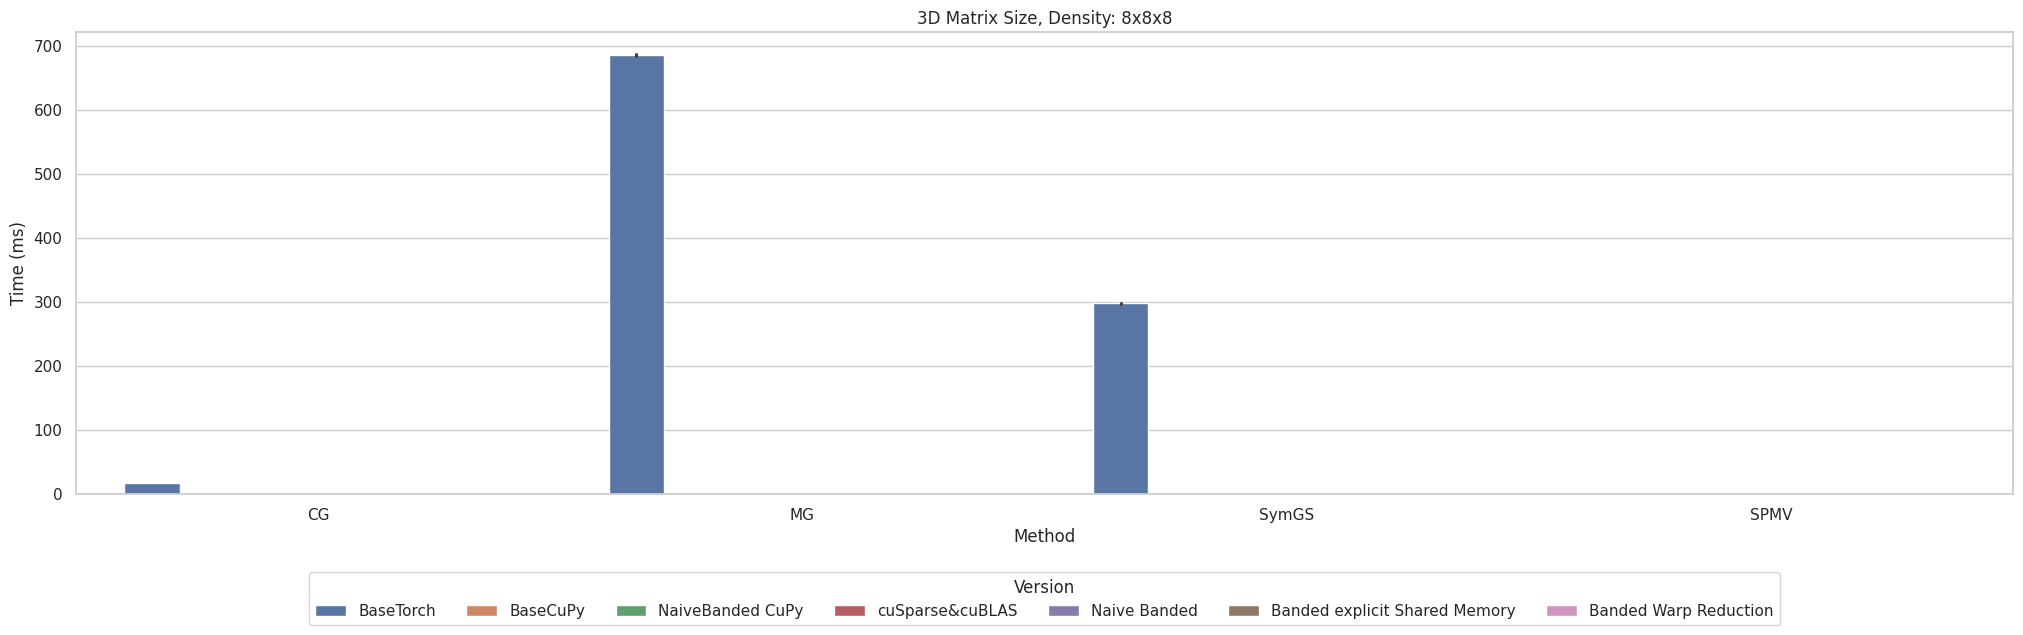 3D Matrix Size, Density: 8x8x8
Time (ms)
700
600
500
400
300
200
100
0
CG MG SymGS SPMV
Method
Version
BaseTorch BaseCuPy NaiveBanded CuPy cuSparse&cuBLAS Naive Banded Banded explicit Shared Memory Banded Warp Reduction